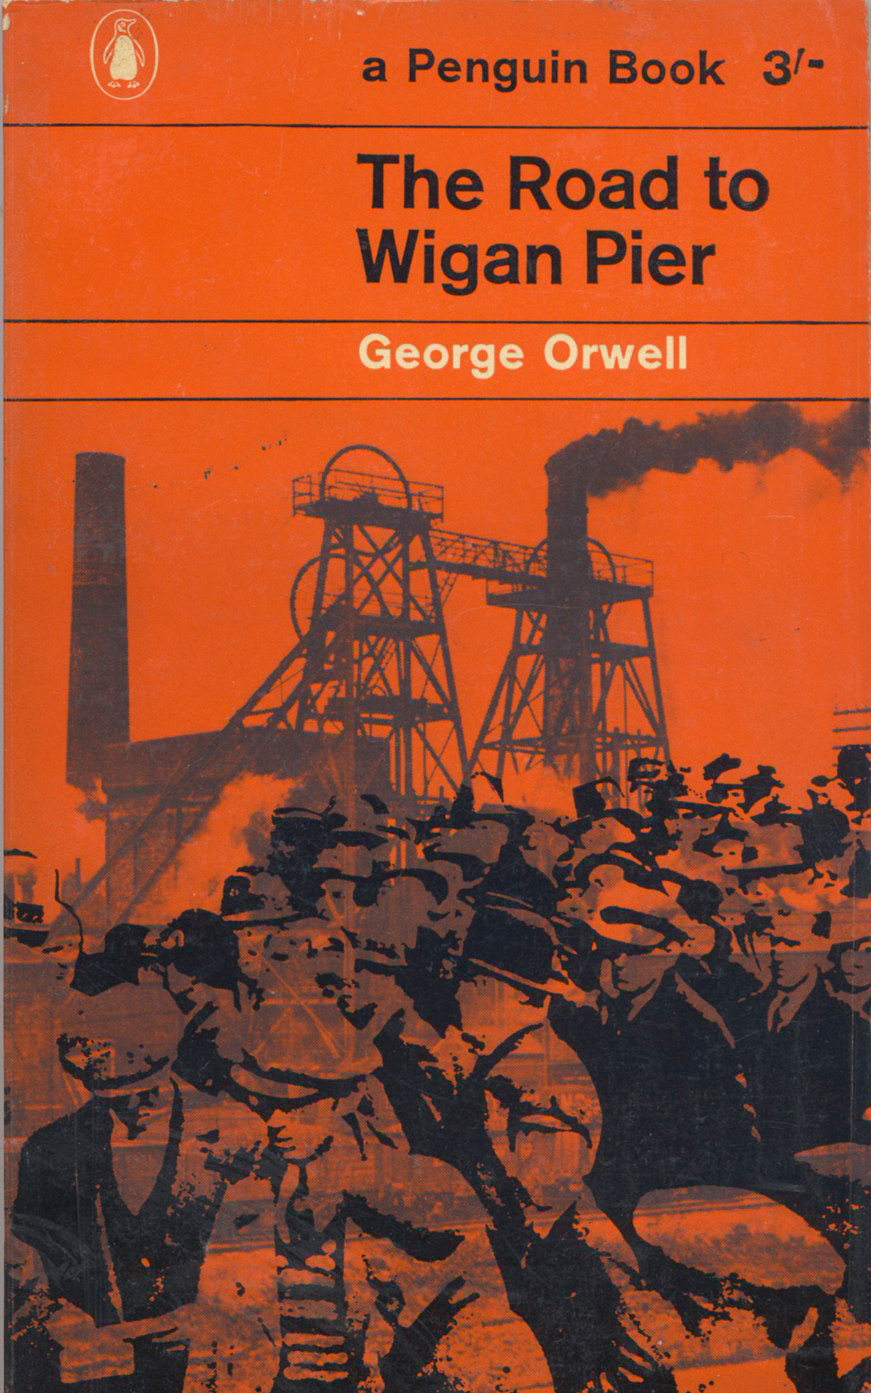 a Penguin Book 3/-
The Road to
Wigan Pier
George Orwell